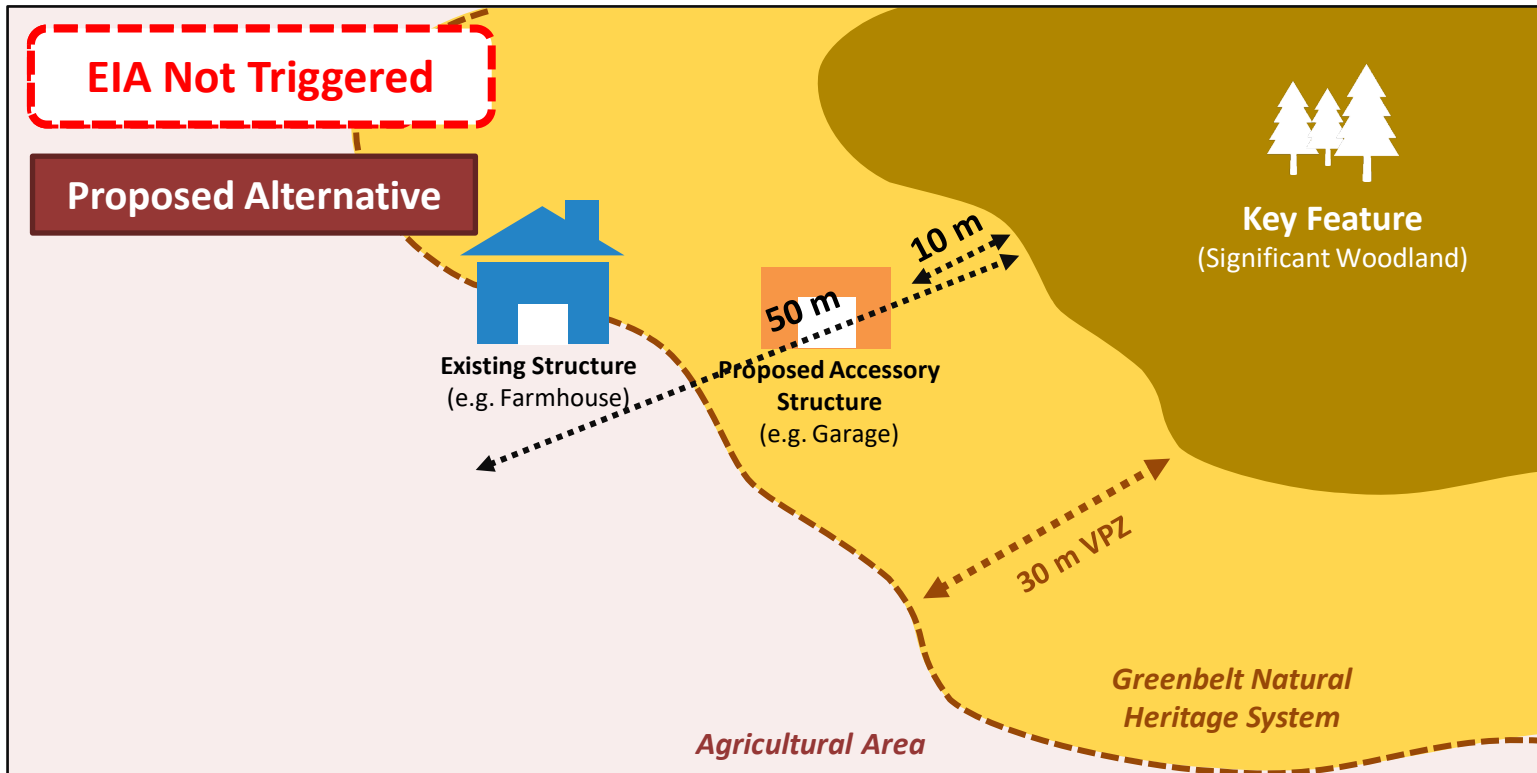 EIA Not Triggered
Proposed Alternative
Key Feature
(Significant Woodland)
10 m
50 m
Existing Structure
(e.g. Farmhouse)
Proposed Accessory
Structure
(e.g. Garage)
30 m VPZ
Greenbelt Natural
Heritage System
Agricultural Area